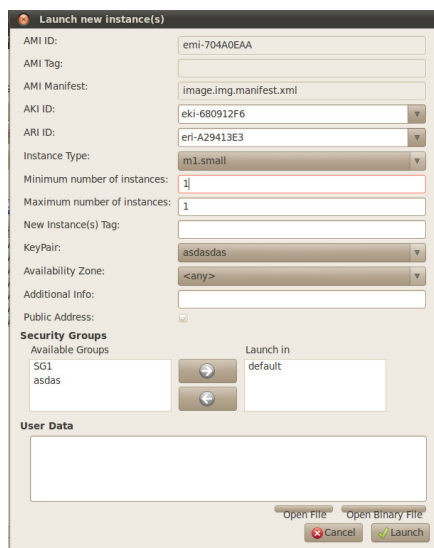 Launch new instance(s)
AMI ID: emi-704A0EAA
AMI Tag:
AMI Manifest: image.img.manifest.xml
AKI ID: eki-680912F6
ARI ID: eri-A29413E3
Instance Type: m1.small
Minimum number of instances: 1
Maximum number of instances: 1
New Instance(s) Tag:
KeyPair: asdasdas
Availability Zone: <any>
Additional Info:
Public Address:
Security Groups
Available Groups Launch in
SG1 default
asdas
User Data
Open File Open Binary File
Cancel Launch